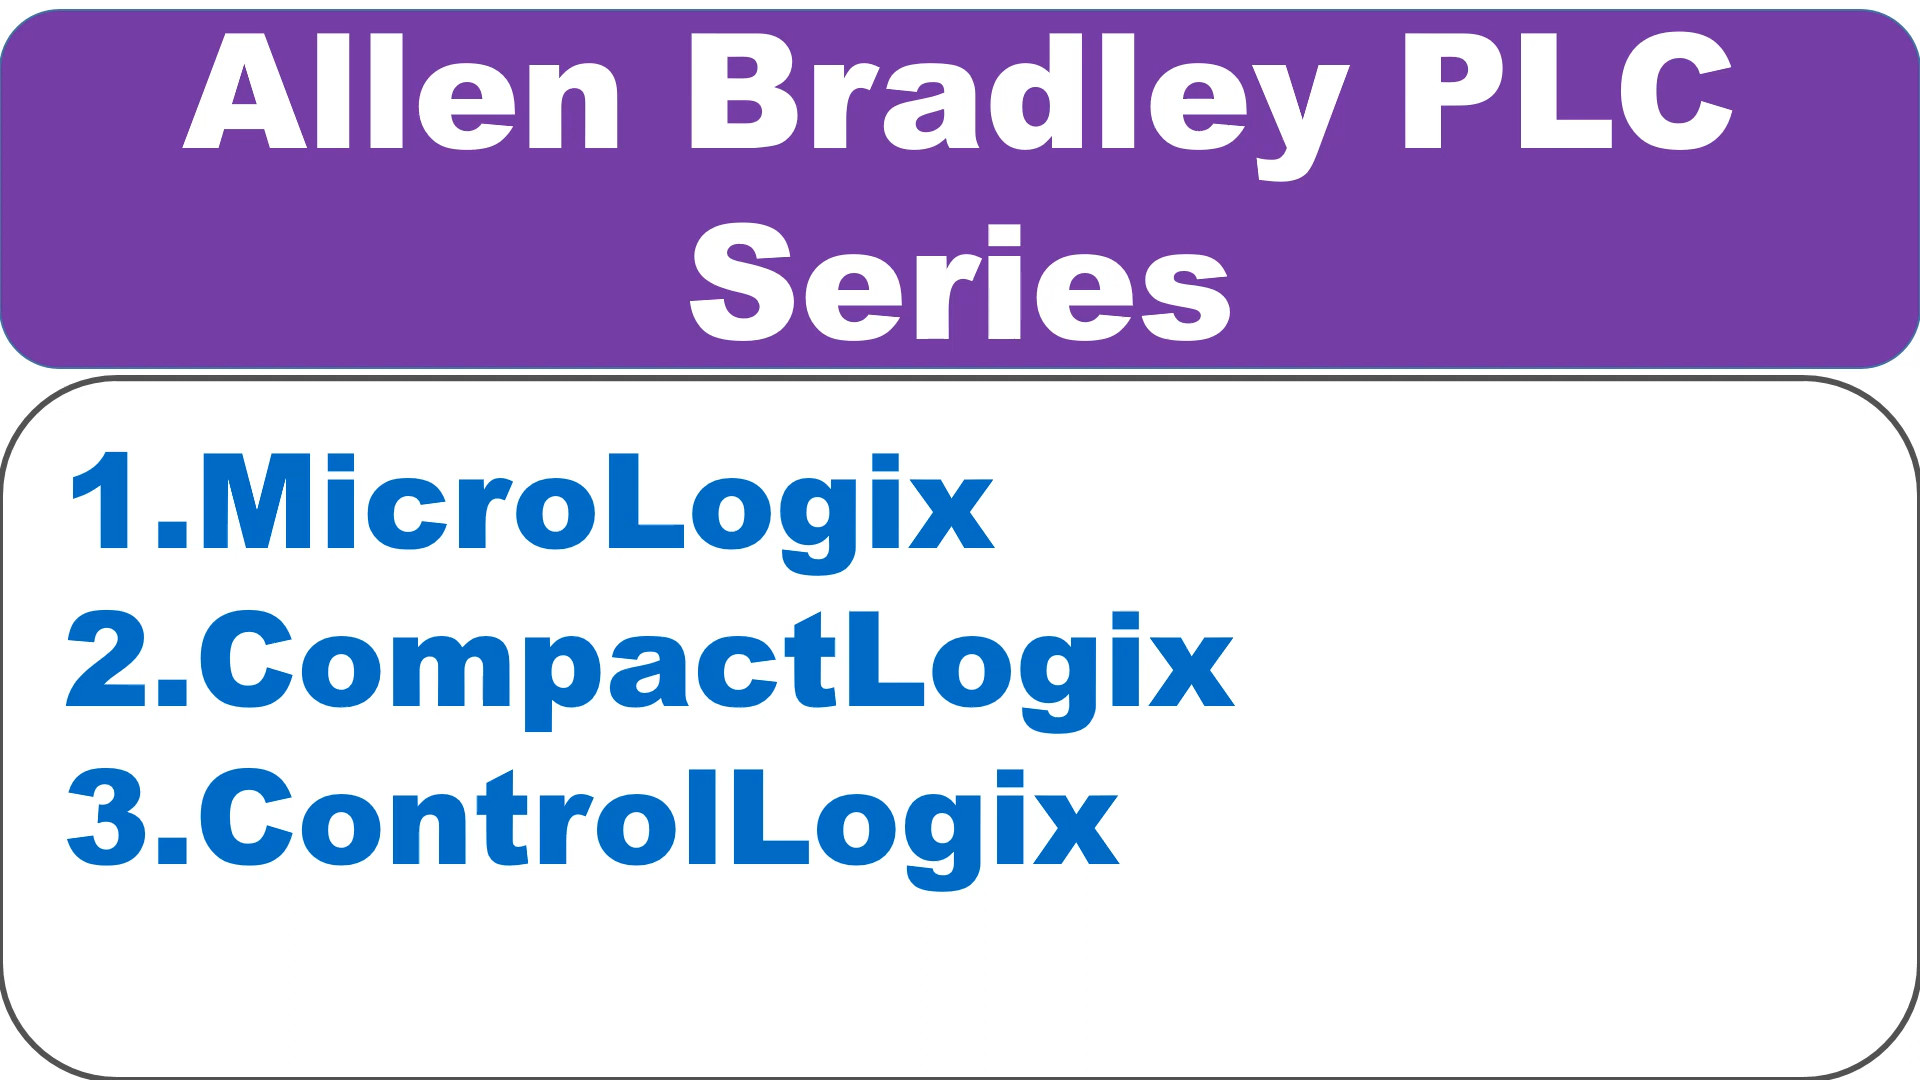 Allen Bradley PLC
Series
1.MicroLogix
2.CompactLogix
3.ControlLogix